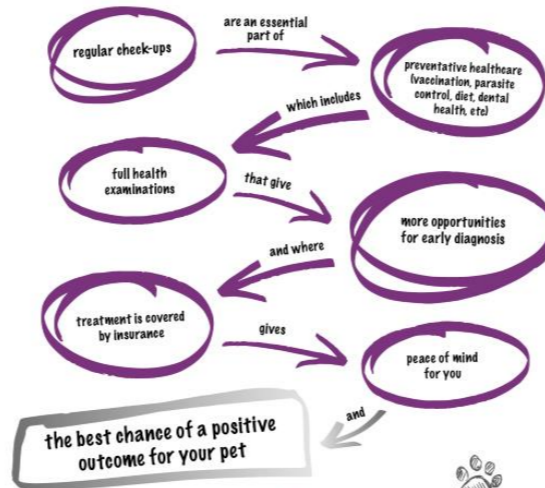 regular check-ups
are an essential
part of
preventative healthcare
(vaccination, parasite
control, diet, dental
health, etc)
which includes
full health
examinations
that give
more opportunities
for early diagnosis
and where
treatment is covered
by insurance
gives
peace of mind
for you
and
the best chance of a positive
outcome for your pet